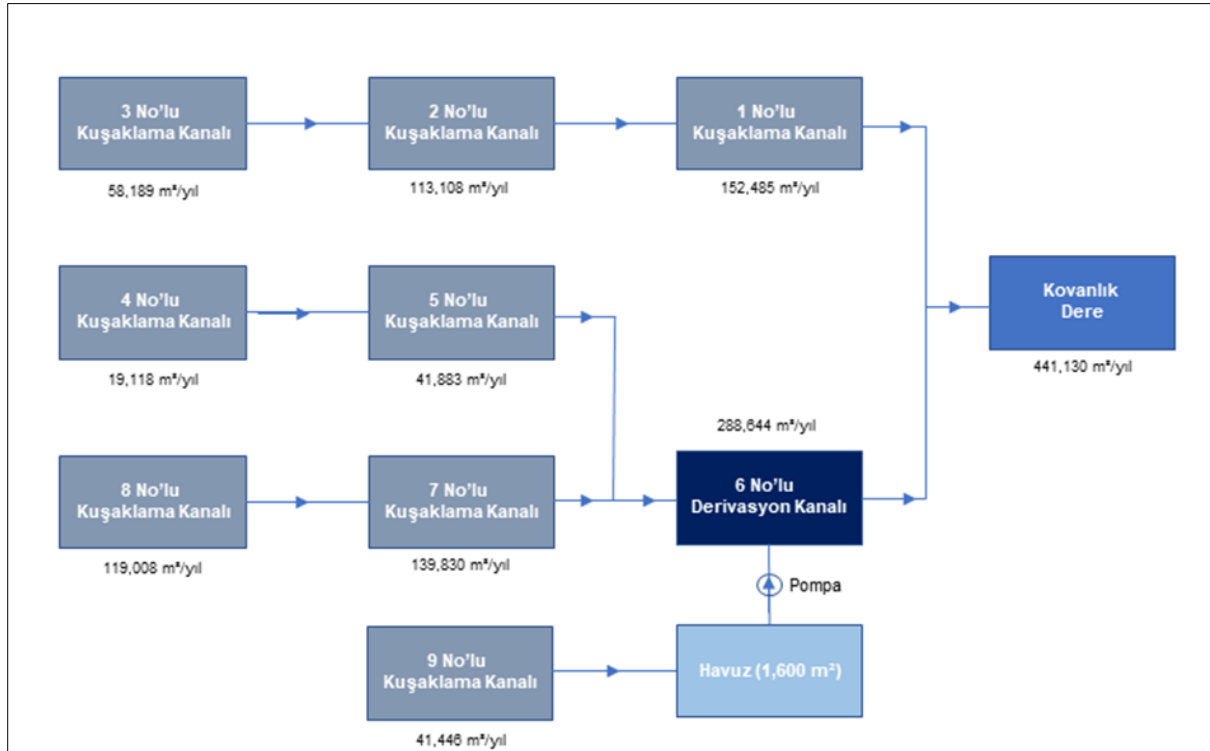 3 No'lu
Kuşaklama Kanalı
58,189 m³/yıl
2 No'lu
Kuşaklama Kanalı
113,108 m³/yıl
1 No'lu
Kuşaklama Kanalı
152,485 m³/yıl
4 No'lu
Kuşaklama Kanalı
19,118 m³/yıl
5 No'lu
Kuşaklama Kanalı
41,883 m³/yıl
Kovanlık
Dere
441,130 m³/yıl
8 No'lu
Kuşaklama Kanalı
119,008 m³/yıl
7 No'lu
Kuşaklama Kanalı
139,830 m³/yıl
288,644 m³/yıl
6 No'lu
Derivasyon Kanalı
Pompa
9 No'lu
Kuşaklama Kanalı
41,446 m³/yıl
Havuz (1,600 m²)